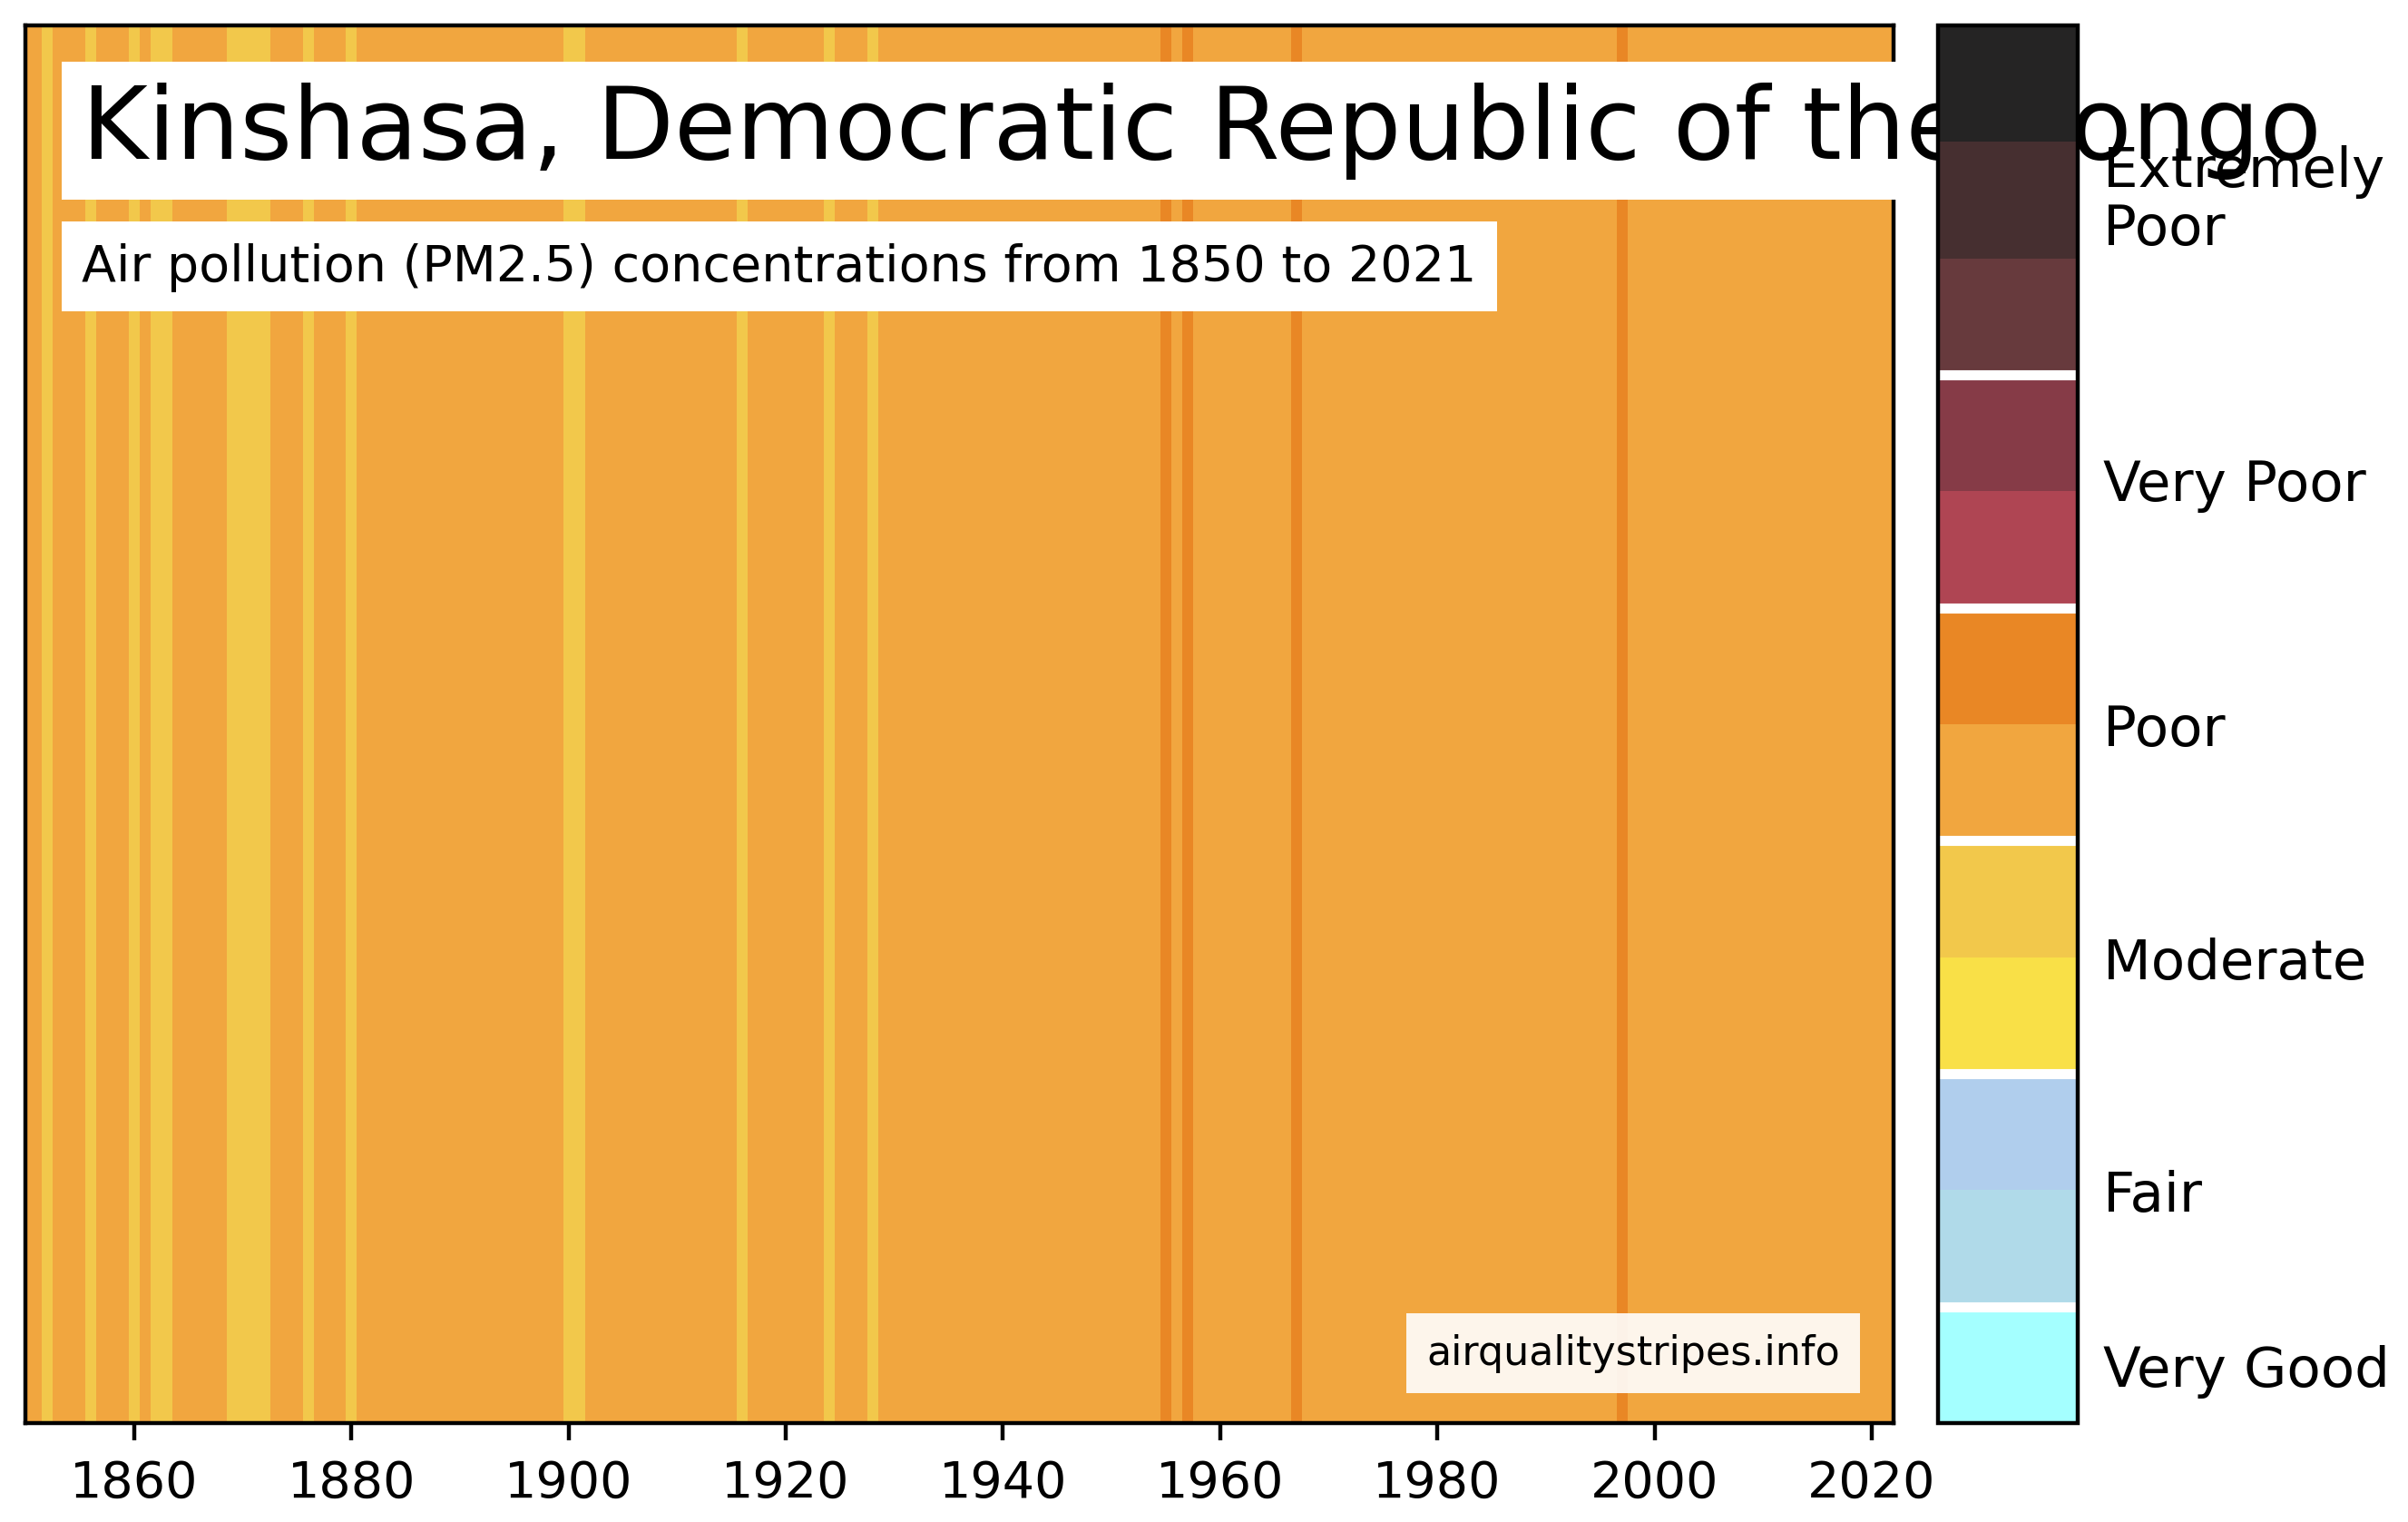 Kinshasa, Democratic Republic of the ongo
Air pollution (PM2.5) concentrations from 1850 to 2021
Extremely
Poor
Very Poor
Poor
Moderate
Fair
Very Good
airqualitystripes.info
1860 1880 1900 1920 1940 1960 1980 2000 2020